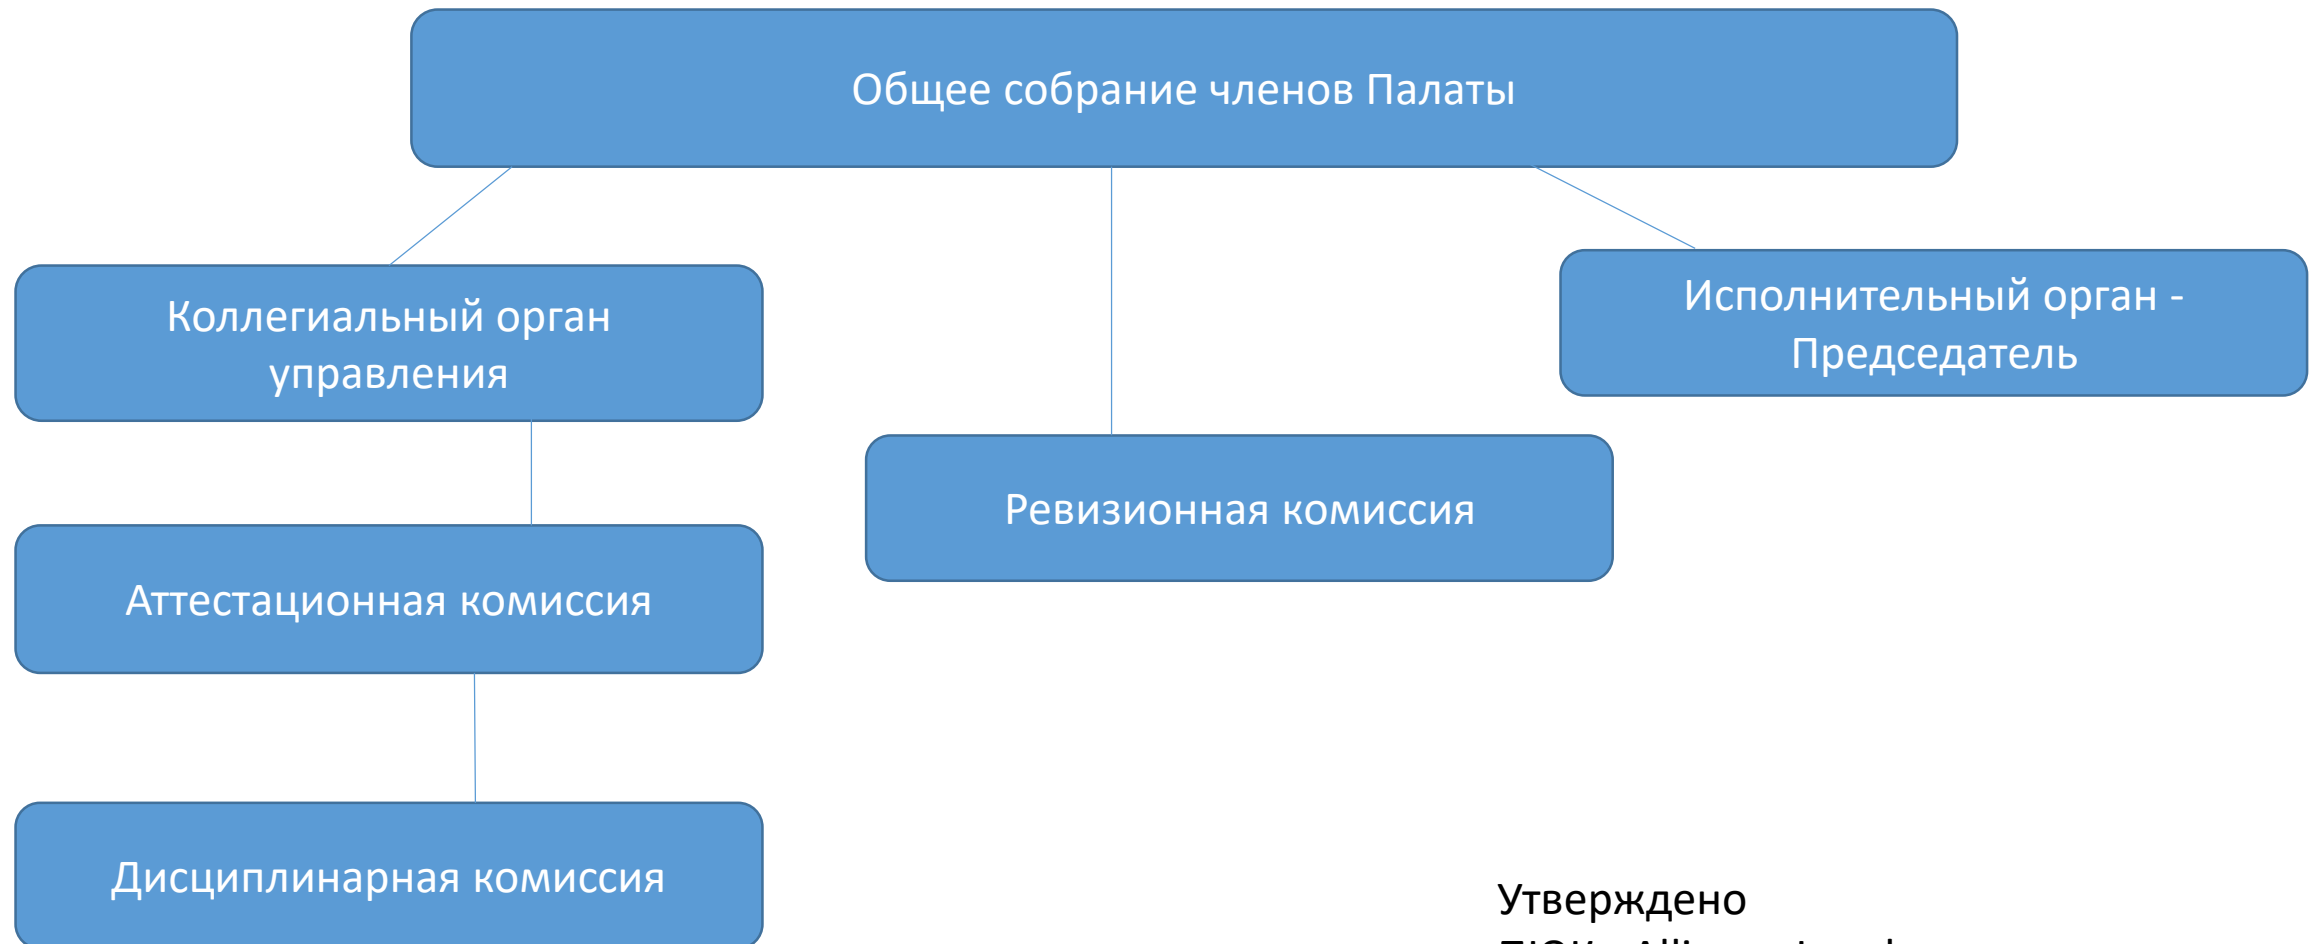 Общее собрание членов Палаты
Коллегиальный орган
управления
Исполнительный орган -
Председатель
Ревизионная комиссия
Аттестационная комиссия
Дисциплинарная комиссия
Утверждено